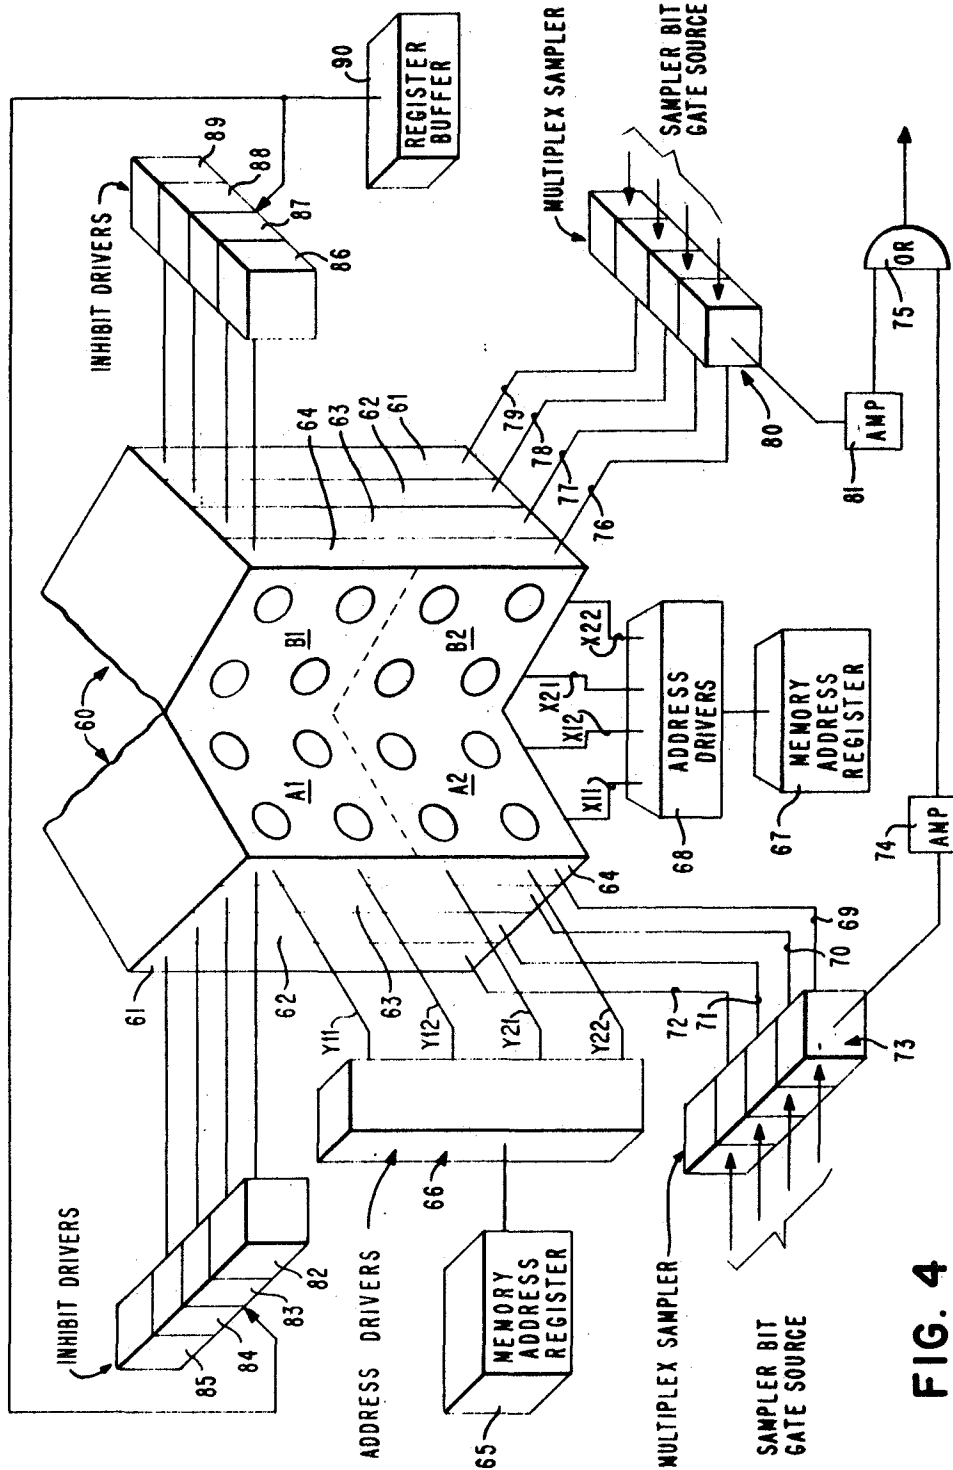 INHIBIT DRIVERS
85
84
83
82
INHIBIT DRIVERS
89
88
87
86
90
REGISTER
BUFFER
60
61
62
63
64
64
63
62
61
A1
B1
A2
B2
Y11
Y12
Y21
Y22
ADDRESS DRIVERS
66
65
MEMORY
ADDRESS
REGISTER
X11
X12
X21
X22
68
ADDRESS
DRIVERS
67
MEMORY
ADDRESS
REGISTER
79
78
77
76
MULTIPLEX SAMPLER
SAMPLER BIT
GATE SOURCE
80
81
AMP
75
OR
74
AMP
72
71
70
69
73
MULTIPLEX SAMPLER
SAMPLER BIT
GATE SOURCE
FIG. 4